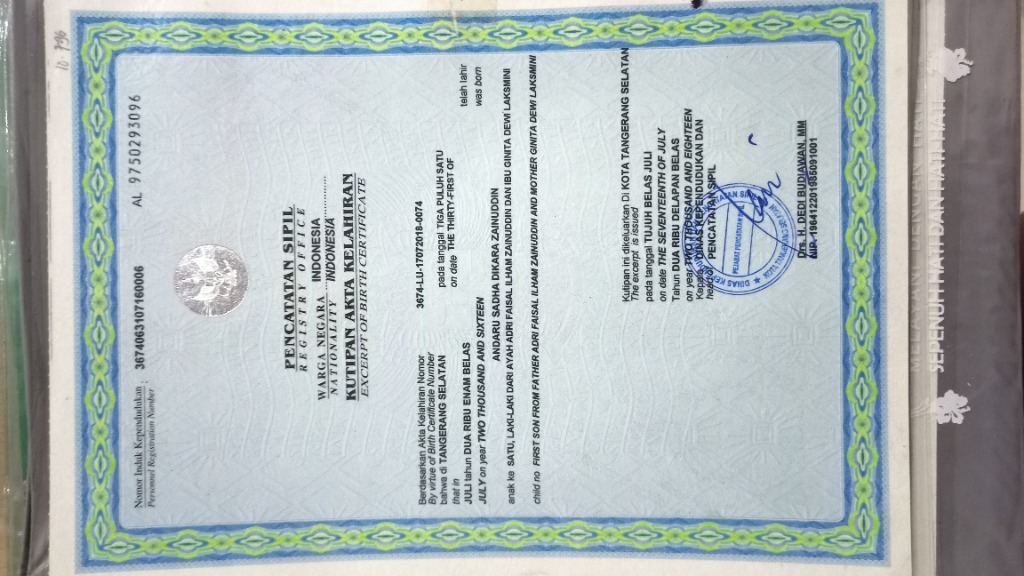 10.796
Nomor Induk Kependudukan : 3674063107160006
Personnel Registration Number
AL 9750293096
PENCATATAN SIPIL
REGISTRY OFFICE
WARGA NEGARA INDONESIA
NATIONALITY INDONESIA
KUTIPAN AKTA KELAHIRAN
EXCERPT OF BIRTH CERTIFICATE
Berdasarkan Akta Kelahiran Nomor 3674-LU-17072018-0074
By virtue of Birth Certificate Number
bahwa di TANGERANG SELATAN pada tanggal TIGA PULUH SATU telah lahir
that in on date THE THIRTY-FIRST OF was born
JULI tahun DUA RIBU ENAM BELAS
JULY on year TWO THOUSAND AND SIXTEEN
ANDARU SADHA DIKARA ZAINUDDIN
anak ke SATU, LAKI-LAKI DARI AYAH ADRI FAISAL ILHAM ZAINUDDIN DAN IBU GINITA DEWI LAKSMINI
child no FIRST SON FROM FATHER ADRI FAISAL ILHAM ZAINUDDIN AND MOTHER GINITA DEWI LAKSMINI
Kutipan ini dikeluarkan Di KOTA TANGERANG SELATAN
The excerpt is issued
pada tanggal TUJUH BELAS JULI
on date THE SEVENTEENTH OF JULY
Tahun DUA RIBU DELAPAN BELAS
on year TWO THOUSAND AND EIGHTEEN
Kepala DINAS KEPENDUDUKAN DAN
head of PENCATATAN SIPIL
Drs. H. DEDI BUDIAWAN, MM
NIP. 196412201985091001
SEPENUH HATI DAN HATI HATI